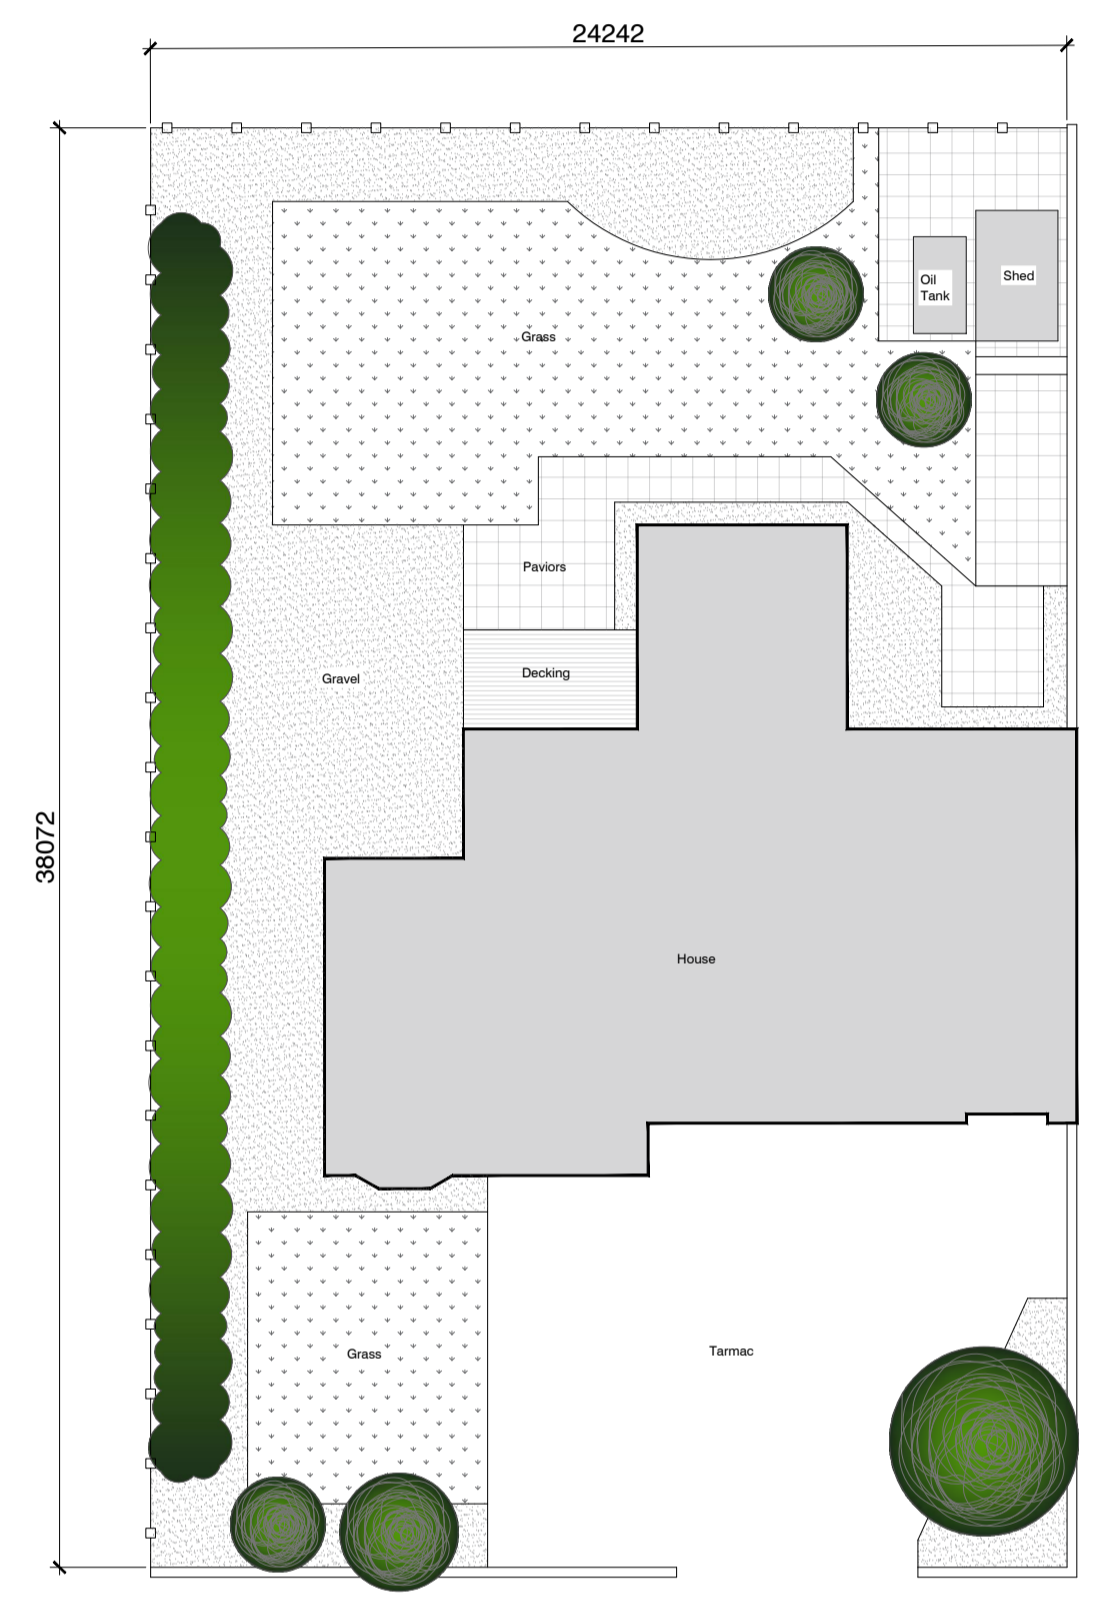 24242
Shed
Oil
Tank
Grass
Paviors
Decking
Gravel
38072
House
Tarmac
Grass